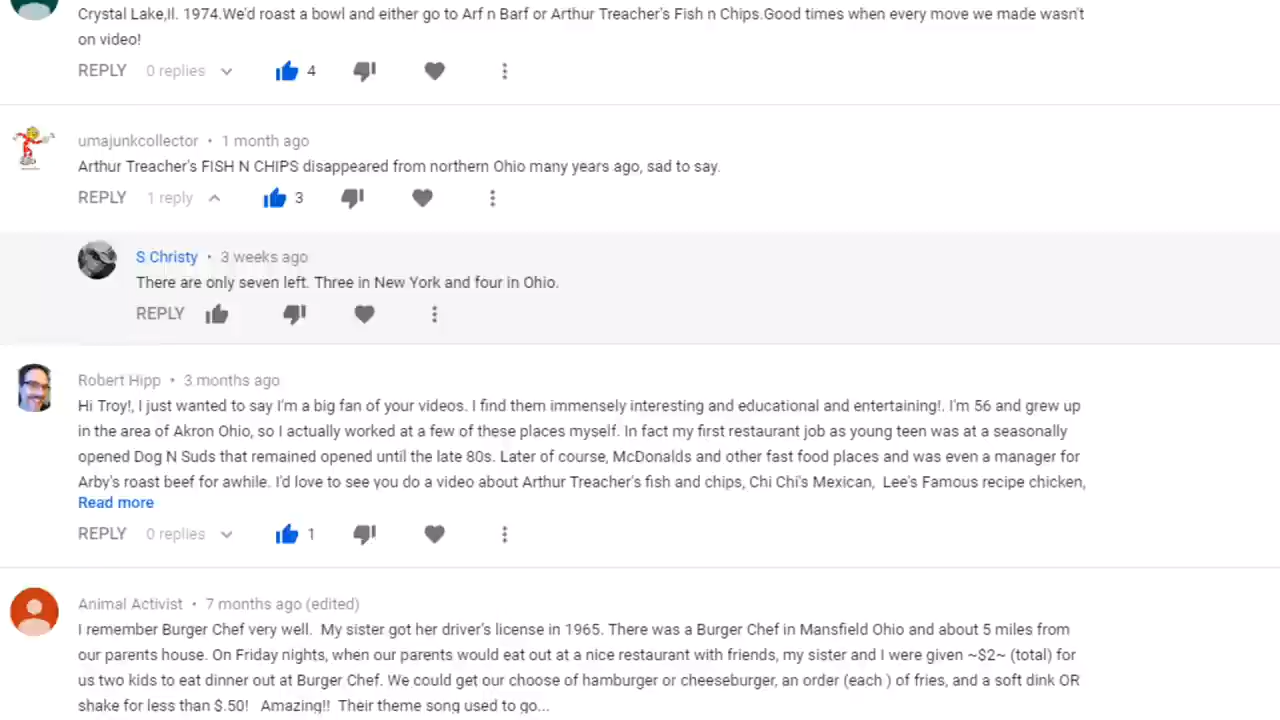 Crystal Lake,Il. 1974.We'd roast a bowl and either go to Arf n Barf or Arthur Treacher's Fish n Chips.Good times when every move we made wasn't
on video!
REPLY 0 replies 4
umajunkcollector • 1 month ago
Arthur Treacher's FISH N CHIPS disappeared from northern Ohio many years ago, sad to say.
REPLY 1 reply 3
S Christy • 3 weeks ago
There are only seven left. Three in New York and four in Ohio.
REPLY
Robert Hipp • 3 months ago
Hi Troy!, I just wanted to say I'm a big fan of your videos. I find them immensely interesting and educational and entertaining!. I'm 56 and grew up
in the area of Akron Ohio, so I actually worked at a few of these places myself. In fact my first restaurant job as young teen was at a seasonally
opened Dog N Suds that remained opened until the late 80s. Later of course, McDonalds and other fast food places and was even a manager for
Arby's roast beef for awhile. I'd love to see you do a video about Arthur Treacher's fish and chips, Chi Chi's Mexican, Lee's Famous recipe chicken,
Read more
REPLY 0 replies 1
Animal Activist • 7 months ago (edited)
I remember Burger Chef very well. My sister got her driver's license in 1965. There was a Burger Chef in Mansfield Ohio and about 5 miles from
our parents house. On Friday nights, when our parents would eat out at a nice restaurant with friends, my sister and I were given ~$2~ (total) for
us two kids to eat dinner out at Burger Chef. We could get our choose of hamburger or cheeseburger, an order (each ) of fries, and a soft dink OR
shake for less than $.50! Amazing!! Their theme song used to go...